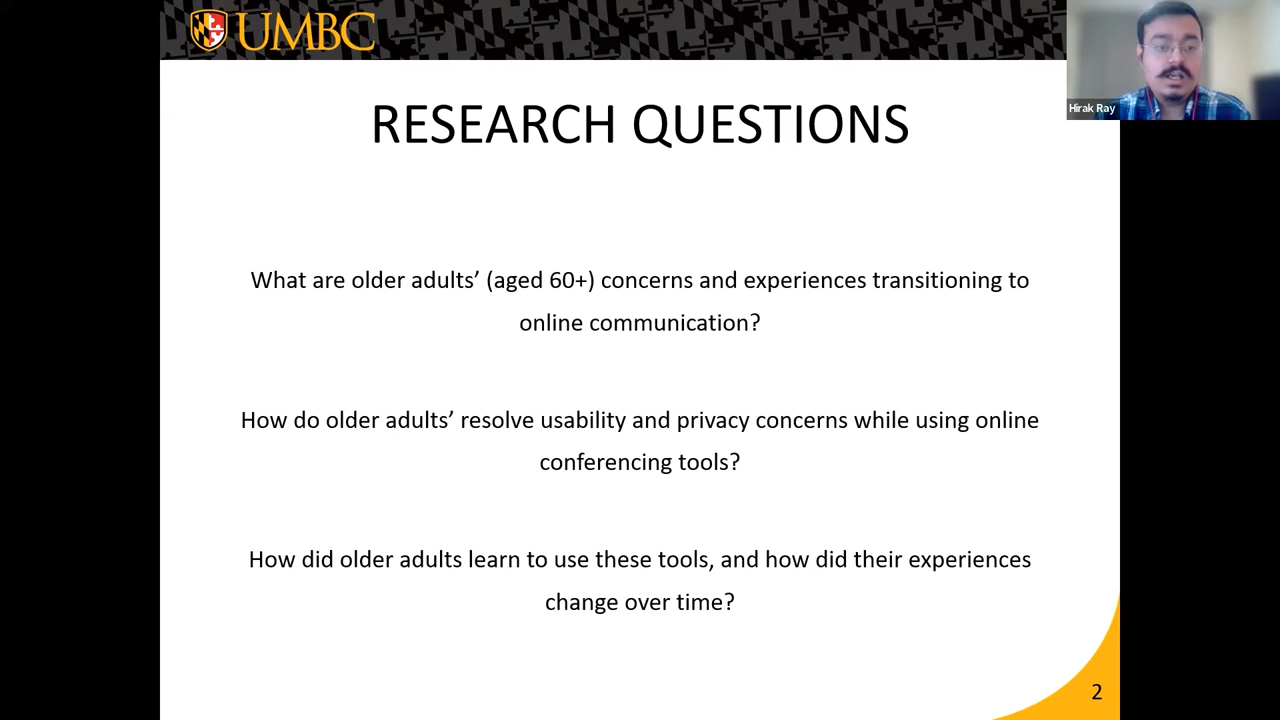 UMBC
Hirak Ray
RESEARCH QUESTIONS
What are older adults’ (aged 60+) concerns and experiences transitioning to
online communication?
How do older adults’ resolve usability and privacy concerns while using online
conferencing tools?
How did older adults learn to use these tools, and how did their experiences
change over time?
2